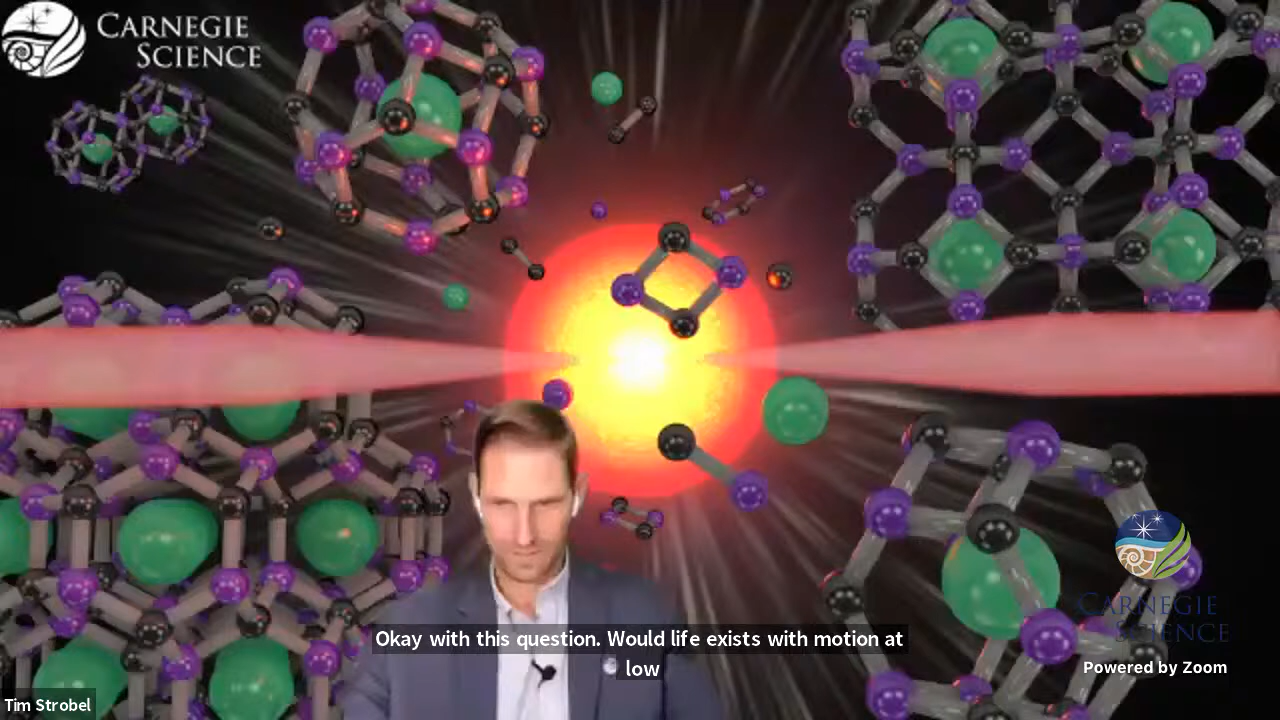 CARNEGIE
SCIENCE
Okay with this question. Would life exists with motion at
low
CARNEGIE
SCIENCE
Powered by Zoom
Tim Strobel